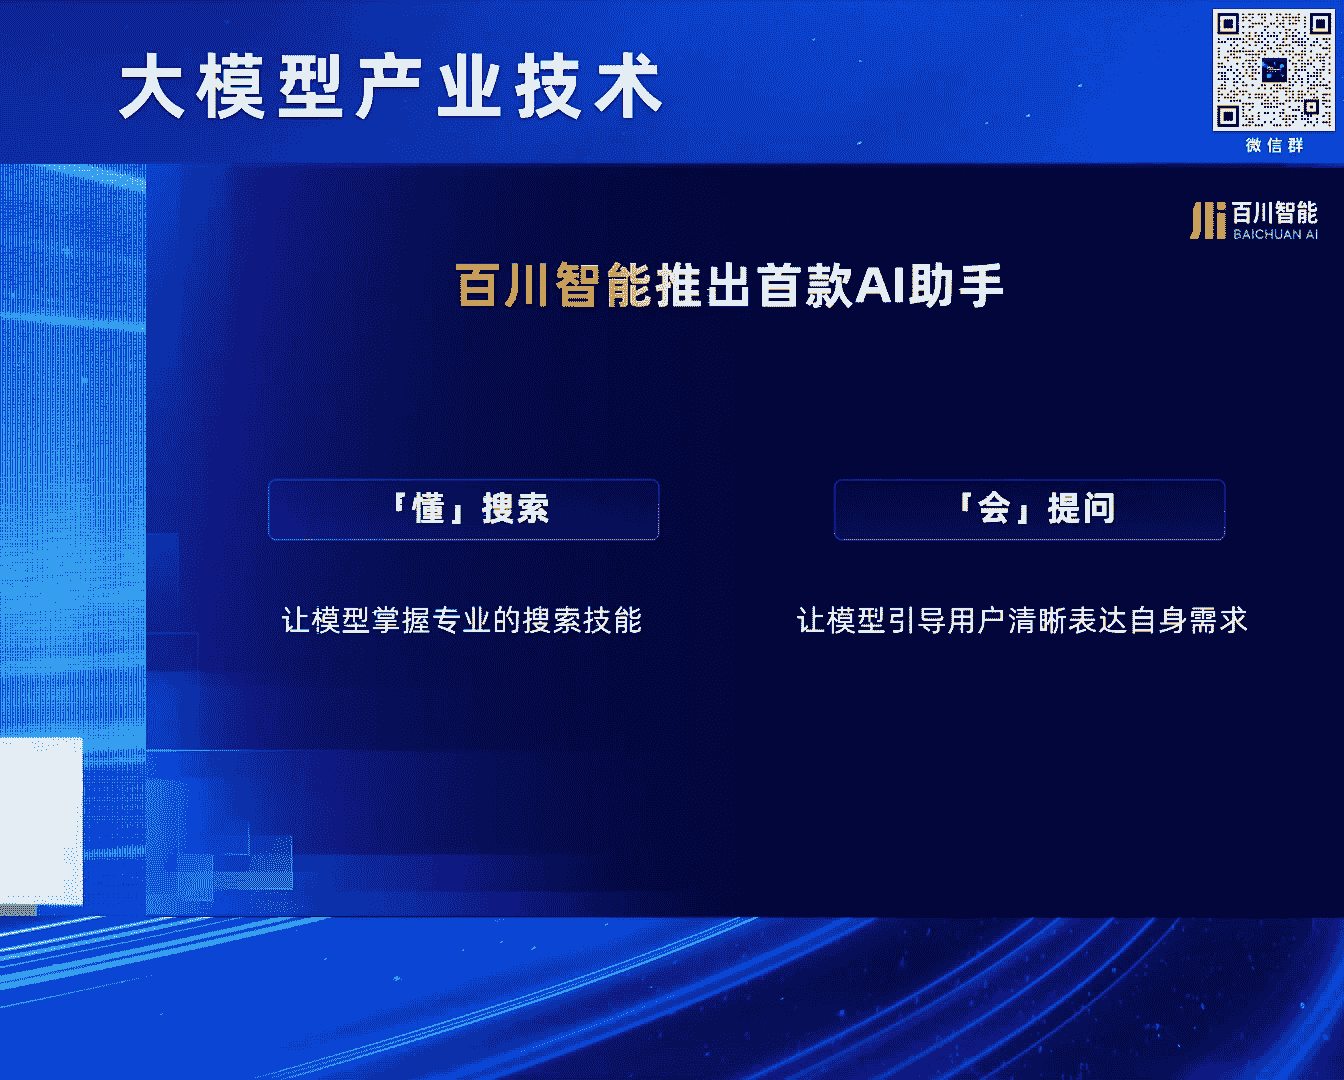 大模型产业技术
微信群
百川智能
BAICHUAN AI
百川智能推出首款AI助手
「懂」搜索
「会」提问
让模型掌握专业的搜索技能
让模型引导用户清晰表达自身需求